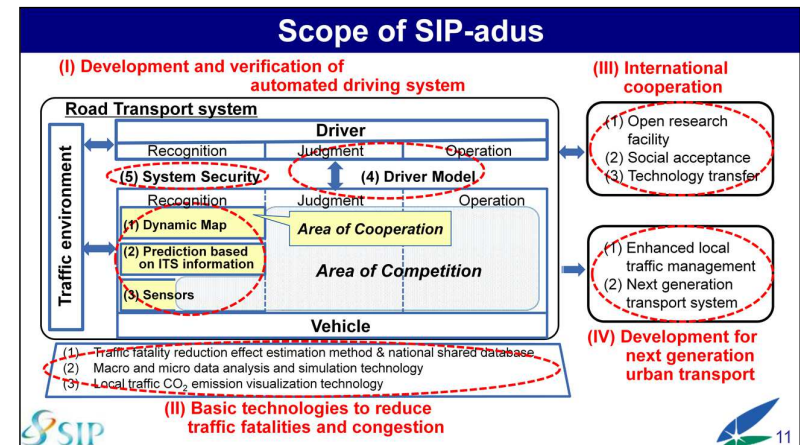 Scope of SIP-adus
(I) Development and verification of
automated driving system
(III) International
cooperation
Road Transport system
Traffic environment
Driver
Recognition
Judgment
Operation
(5) System Security
(4) Driver Model
Recognition
Judgment
Operation
(1) Dynamic Map
Area of Cooperation
(2) Prediction based
on ITS information
Area of Competition
(3) Sensors
Vehicle
(1) Open research
facility
(2) Social acceptance
(3) Technology transfer
(1) Enhanced local
traffic management
(2) Next generation
transport system
(IV) Development for
next generation
urban transport
(1) Traffic fatality reduction effect estimation method & national shared database
(2) Macro and micro data analysis and simulation technology
(3) Local traffic CO2 emission visualization technology
(II) Basic technologies to reduce
traffic fatalities and congestion
SIP
11